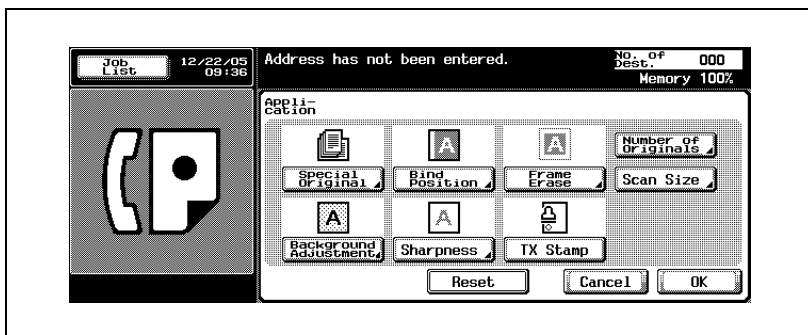 Job
List
12/22/05
09:36
Address has not been entered.
No. of
Dest.
000
Memory 100%
Appli-
cation
A
A
Special
Original
Bind
Position
Frame
Erase
Number of
Originals
Scan Size
A
A
Background
Adjustment
Sharpness
TX Stamp
Reset
Cancel
OK